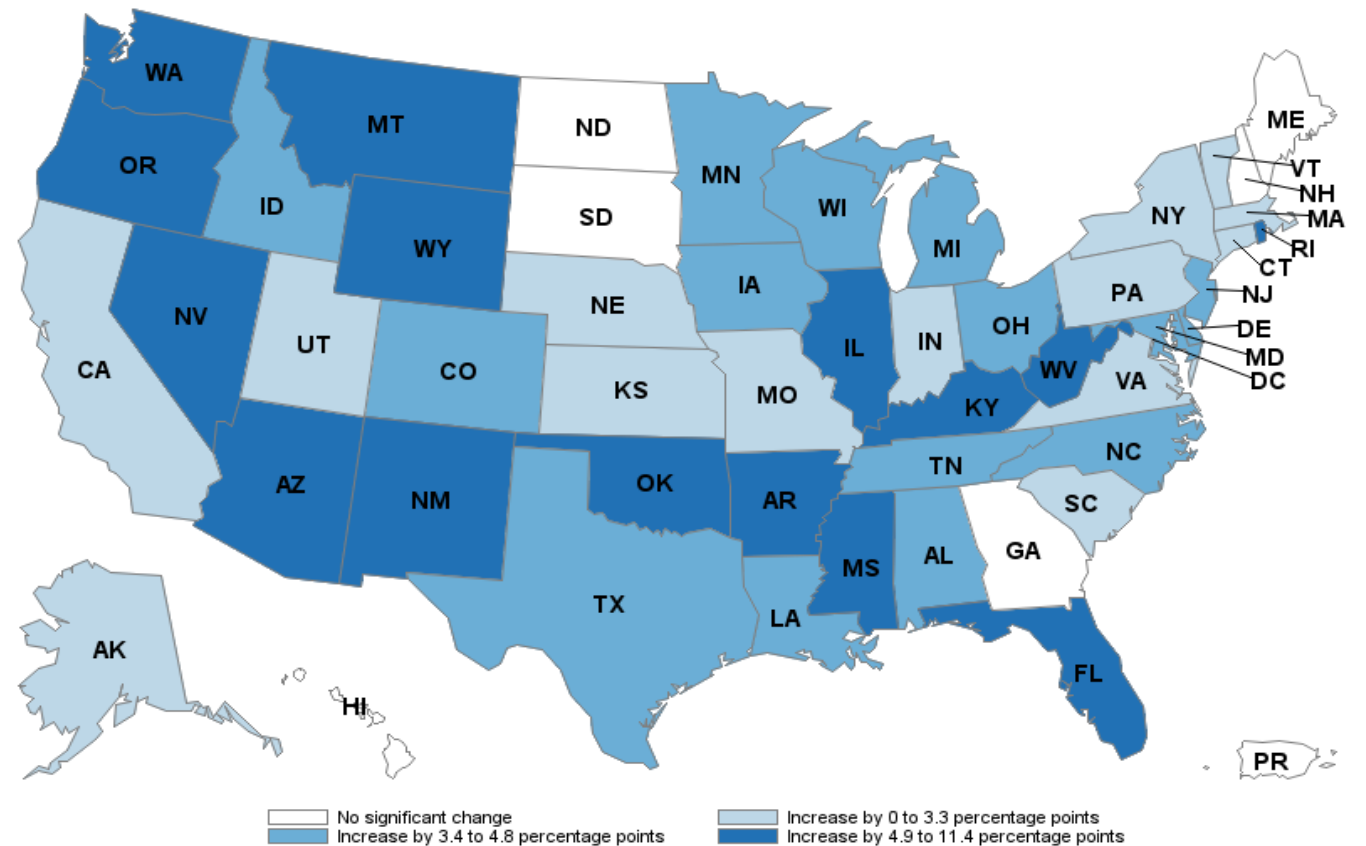 WA
MT
ND
ME
OR
MN
VT
ID
SD
WI
NH
NY
MA
WY
MI
RI
CT
IA
NE
PA
NJ
NV
OH
DE
UT
IL
IN
MD
CA
CO
WV
VA
DC
KS
MO
KY
NC
TN
AZ
OK
NM
AR
SC
GA
AL
MS
TX
LA
AK
FL
HI
PR
No significant change
Increase by 0 to 3.3 percentage points
Increase by 3.4 to 4.8 percentage points
Increase by 4.9 to 11.4 percentage points